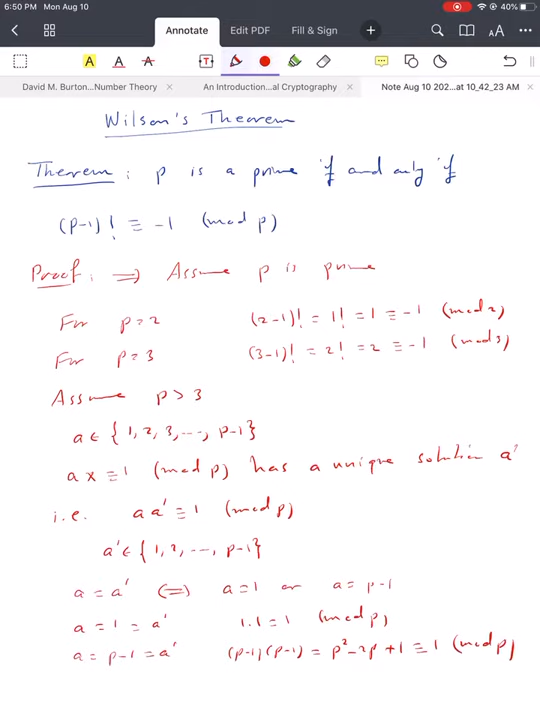 6:50 PM Mon Aug 10 40%
Annotate Edit PDF Fill & Sign
David M. Burton...Number Theory An Introduction...al Cryptography Note Aug 10 202...at 10_42_23 AM
Wilson's Theorem
Theorem: p is a prime if and only if
(p-1)! ≡ -1 (mod p)
Proof: ⟹ Assume p is prime
For p=2 (2-1)! = 1! = 1 ≡ -1 (mod 2)
For p=3 (3-1)! = 2! = 2 ≡ -1 (mod 3)
Assume p > 3
a ∈ {1, 2, 3, ..., p-1}
a x ≡ 1 (mod p) has a unique solution a'
i.e. a a' ≡ 1 (mod p)
a' ∈ {1, 2, ..., p-1}
a = a' ⟺ a = 1 or a = p-1
a = 1 = a' 1.1 = 1 (mod p)
a = p-1 = a' (p-1)(p-1) = p² - 2p + 1 ≡ 1 (mod p)